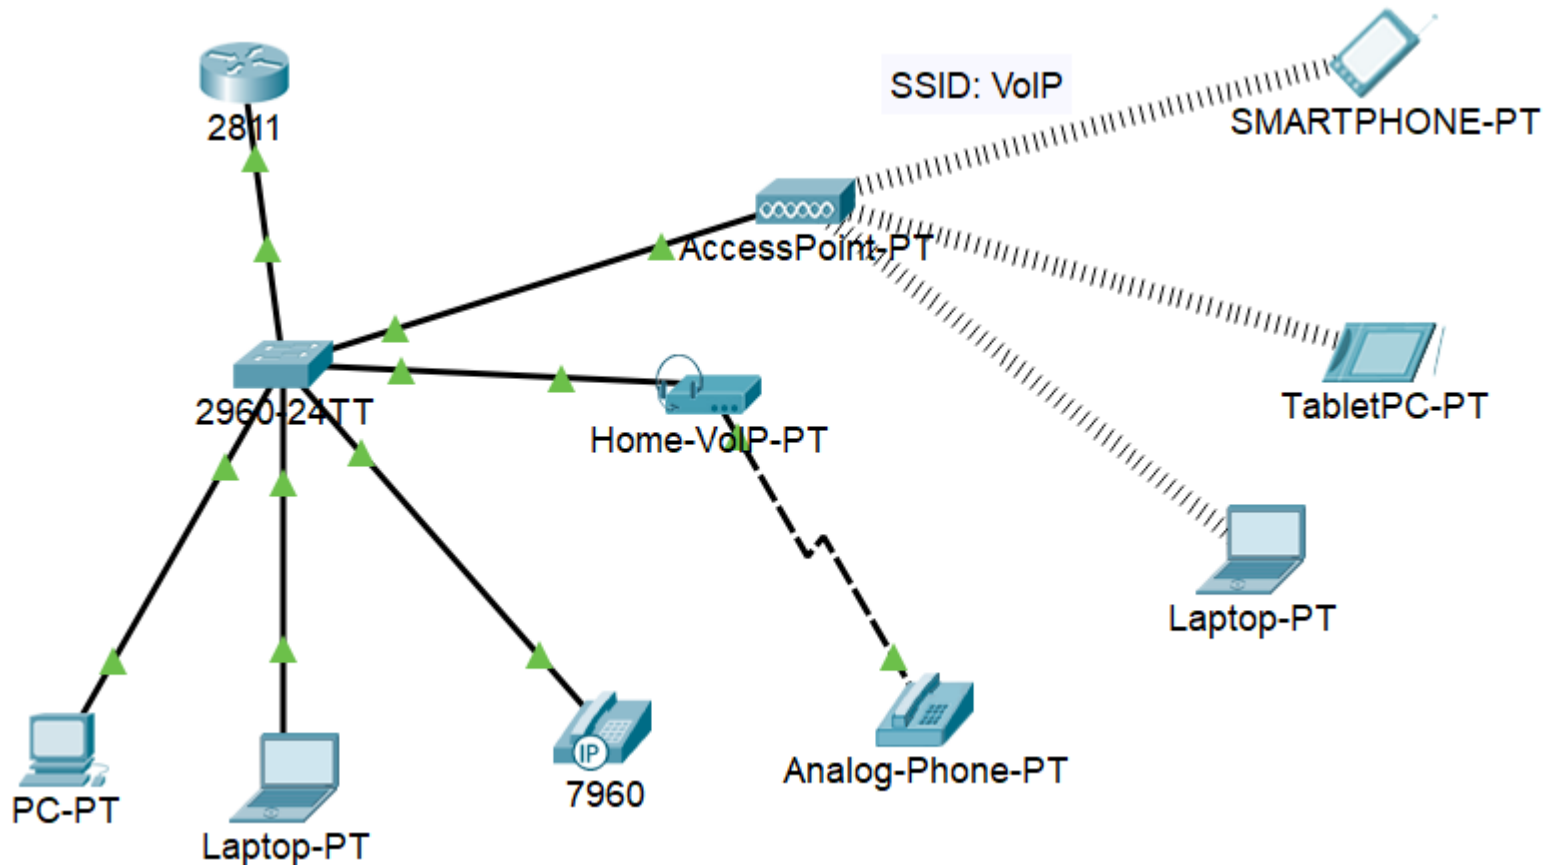 SSID: VoIP
SMARTPHONE-PT
2811
AccessPoint-PT
TabletPC-PT
2960-24TT
Home-VoIP-PT
Laptop-PT
IP
Analog-Phone-PT
7960
PC-PT
Laptop-PT